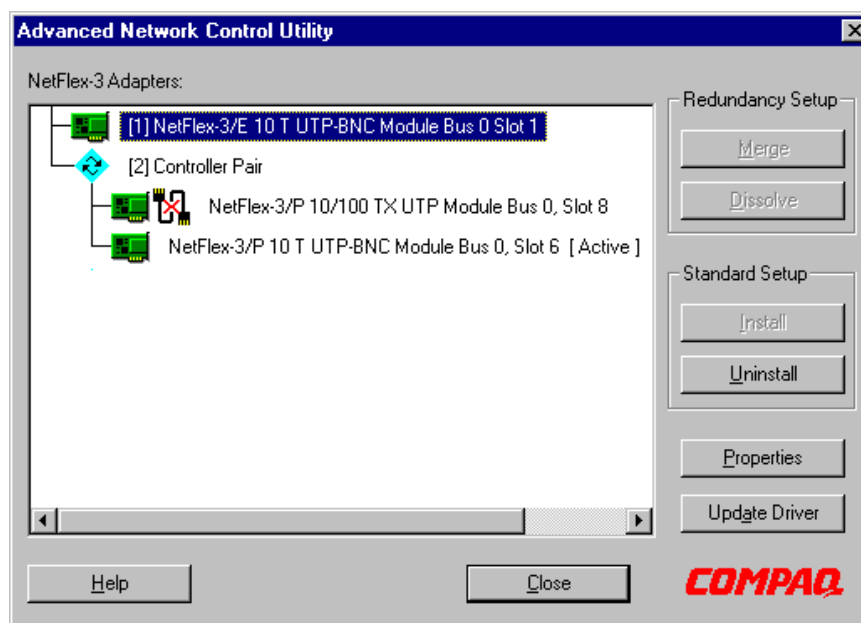 Advanced Network Control Utility
NetFlex-3 Adapters:
[1] NetFlex-3/E 10 T UTP-BNC Module Bus 0 Slot 1
[2] Controller Pair
NetFlex-3/P 10/100 TX UTP Module Bus 0, Slot 8
NetFlex-3/P 10 T UTP-BNC Module Bus 0, Slot 6 [ Active ]
Redundancy Setup
Merge
Dissolve
Standard Setup
Install
Uninstall
Properties
Update Driver
Help
Close
COMPAQ